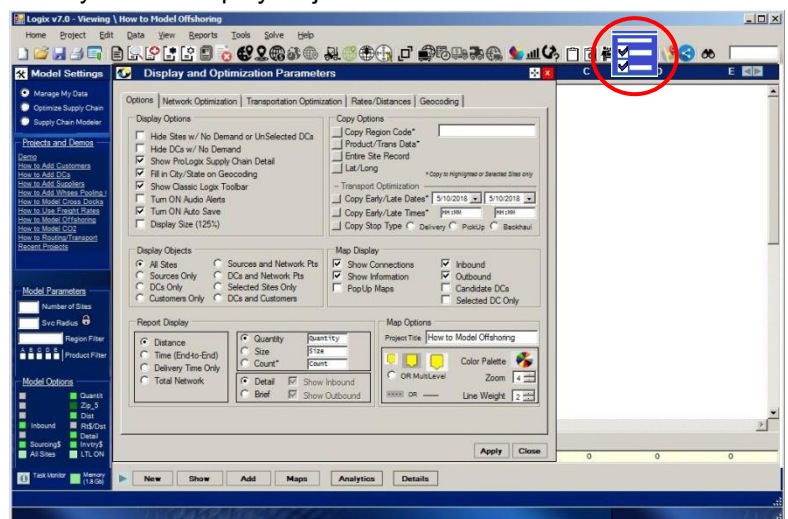 Logix v7.0 - Viewing \ How to Model Offshoring
Home Project Edit Data View Reports Tools Solve Help
Model Settings
Display and Optimization Parameters
C
E
Manage My Data
Optimize Supply Chain
Supply Chain Modeler
Options Network Optimization Transportation Optimization Rates/Distances Geocoding
Display Options
Hide Sites w/ No Demand or UnSelected DCs
Hide DCs w/ No Demand
Show ProLogix Supply Chain Detail
Fill in City/State on Geocoding
Show Classic Logix Toolbar
Turn ON Audio Alerts
Turn ON Auto Save
Display Size (125%)
Copy Options
Copy Region Code*
Product/Trans Data*
Entire Site Record
Lat/Long
*Copy to Highlighted or Selected Sites only
Transport Optimization
Copy Early/Late Dates* 5/10/2018 5/10/2018
Copy Early/Late Times* HH:MM HH:MM
Copy Stop Type Delivery PickUp Backhaul
Projects and Demos
Demo
How to Add Customers
How to Add DCs
How to Add Suppliers
How to Add Whses Pooling
How to Model Cross Docks
How to Use Freight Rates
How to Model Offshoring
How to Model CO2
How to Routing/Transport
Recent Projects
Display Objects
All Sites
Sources Only
DCs Only
Customers Only
Sources and Network Pts
DCs and Network Pts
Selected Sites Only
DCs and Customers
Map Display
Show Connections
Show Information
PopUp Maps
Inbound
Outbound
Candidate DCs
Selected DC Only
Model Parameters
Number of Sites
Svc Radius
Region Filter
A B C D E
Product Filter
Report Display
Distance
Time (End-to-End)
Delivery Time Only
Total Network
Quantity Quantity
Size Size
Count* Count
Detail Show Inbound
Brief Show Outbound
Map Options
Project Title How to Model Offshoring
Color Palette
OR MultiLevel
Zoom 4
OR
Line Weight 2
Model Options
Quantit
Zip_5
Dist
Inbound Rt$/Dst
Detail
Sourcing$ Invtry$
All Sites LTL ON
Apply Close
0 0 0
Task Monitor
Memory
(1.8 Gb)
New Show Add Maps Analytics Details